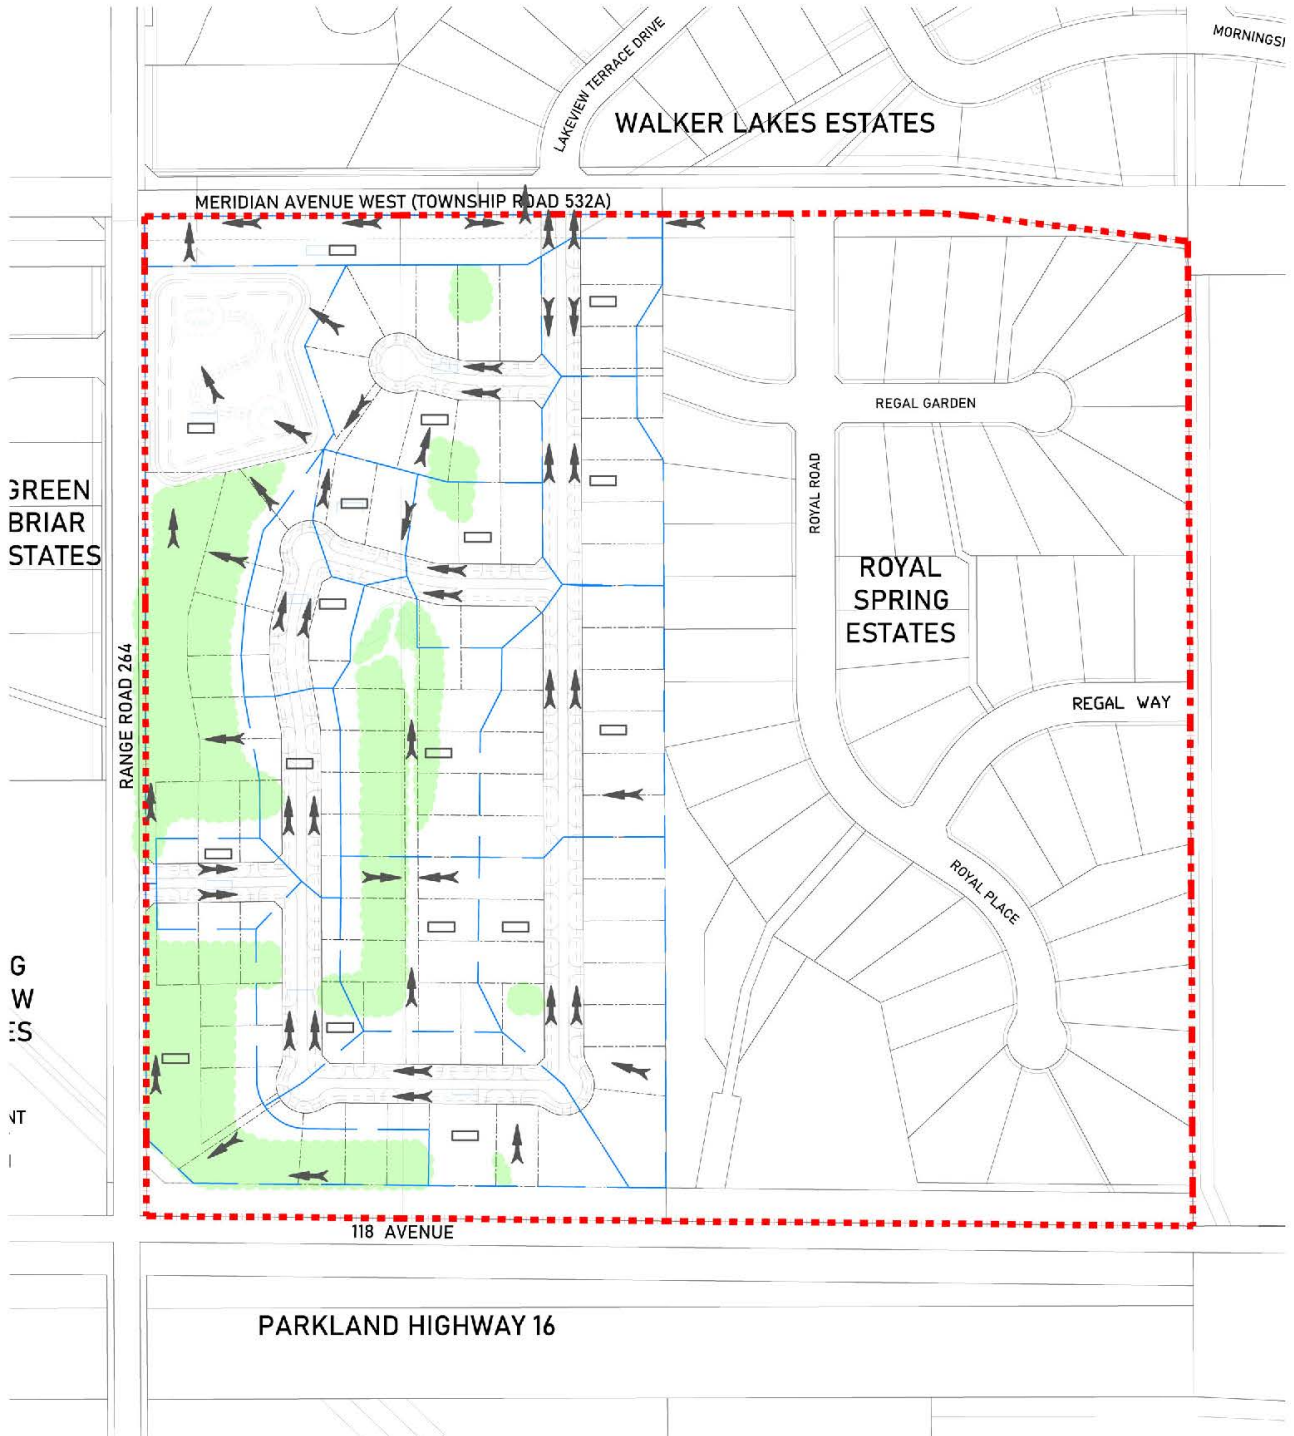 MORNINGSI
LAKEVIEW TERRACE DRIVE
WALKER LAKES ESTATES
MERIDIAN AVENUE WEST (TOWNSHIP ROAD 532A)
REGAL GARDEN
ROYAL ROAD
GREEN
BRIAR
STATES
ROYAL
SPRING
ESTATES
RANGE ROAD 264
REGAL WAY
ROYAL PLACE
G
W
ES
NT
118 AVENUE
PARKLAND HIGHWAY 16